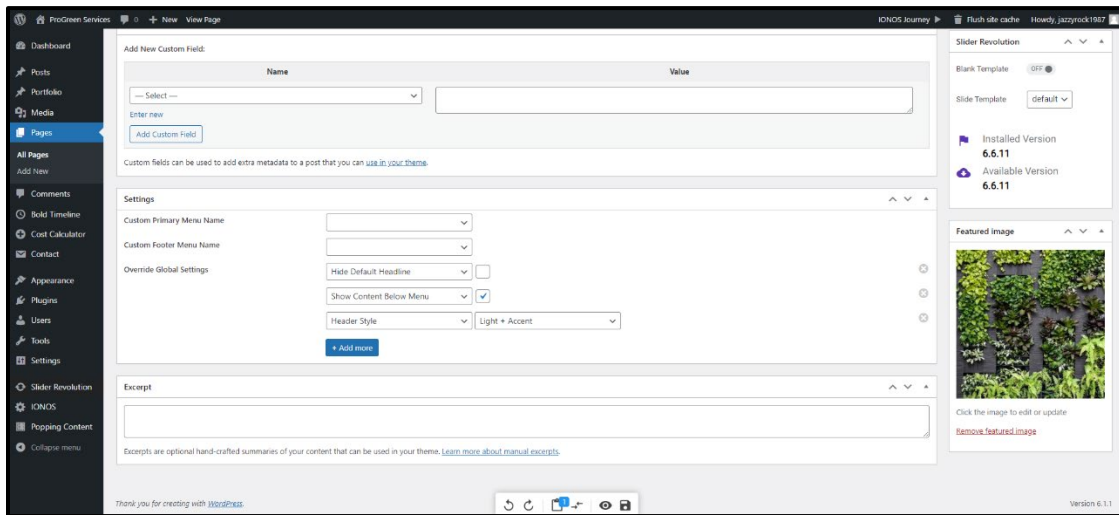 ProGreen Services 0 New View Page IONOS Journey Flush site cache Howdy, jazzyrock1987
Dashboard
Posts
Portfolio
Media
Pages
All Pages
Add New
Comments
Bold Timeline
Cost Calculator
Contact
Appearance
Plugins
Users
Tools
Settings
Slider Revolution
IONOS
Popping Content
Collapse menu
Add New Custom Field:
Name Value
— Select —
Enter new
Add Custom Field
Custom fields can be used to add extra metadata to a post that you can use in your theme.
Settings
Custom Primary Menu Name
Custom Footer Menu Name
Override Global Settings Hide Default Headline
Show Content Below Menu
Header Style Light + Accent
+ Add more
Excerpt
Excerpts are optional hand-crafted summaries of your content that can be used in your theme. Learn more about manual excerpts.
Thank you for creating with WordPress.
1
Version 6.1.1
Slider Revolution
Blank Template OFF
Slide Template default
Installed Version
6.6.11
Available Version
6.6.11
Featured image
Click the image to edit or update
Remove featured image